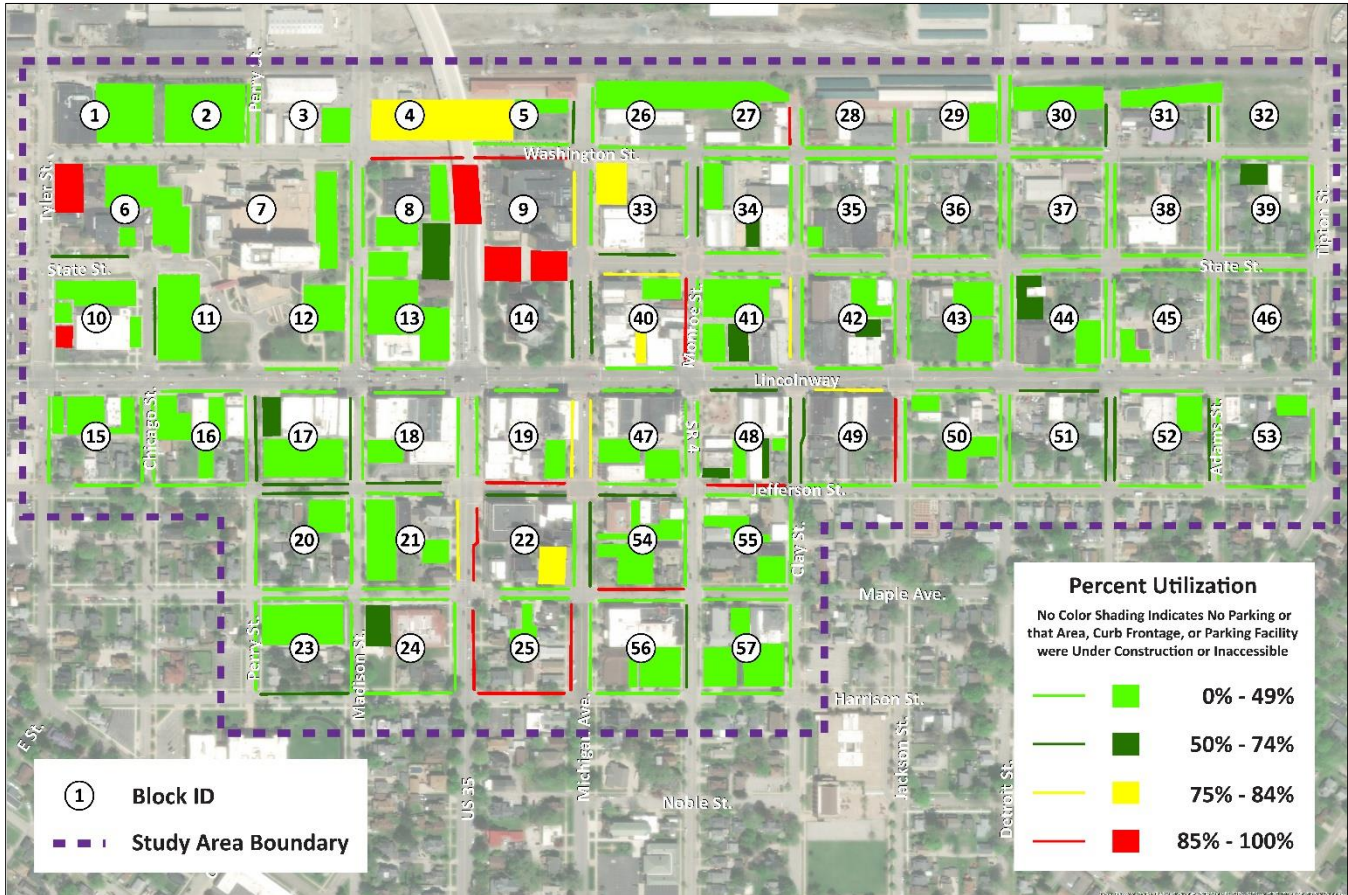 Perry St.
1
2
3
4
5
26
27
28
29
30
31
32
Washington St.
Tyler St.
6
7
8
9
33
34
35
36
37
38
39
Tipton St.
State St.
State St.
10
11
12
13
14
40
Monroe St.
41
42
43
44
45
46
Lincolnway
15
Chicago St.
16
17
18
19
47
SR 4
48
49
50
51
52
Adams St.
53
Jefferson St.
20
21
22
54
55
Clay St.
Maple Ave.
Perry St.
23
Madison St.
24
25
56
57
Harrison St.
E St.
US 35
Michigan Ave.
Noble St.
Jackson St.
Detroit St.
1 Block ID
Study Area Boundary
Percent Utilization
No Color Shading Indicates No Parking or
that Area, Curb Frontage, or Parking Facility
were Under Construction or Inaccessible
0% - 49%
50% - 74%
75% - 84%
85% - 100%